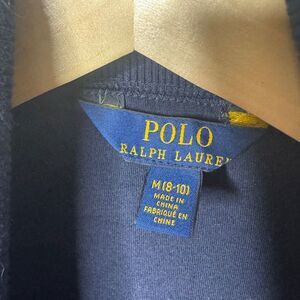 POLO
RALPH LAUREN
M (8-10)
MADE IN
CHINA
FABRIQUÉ EN
CHINE